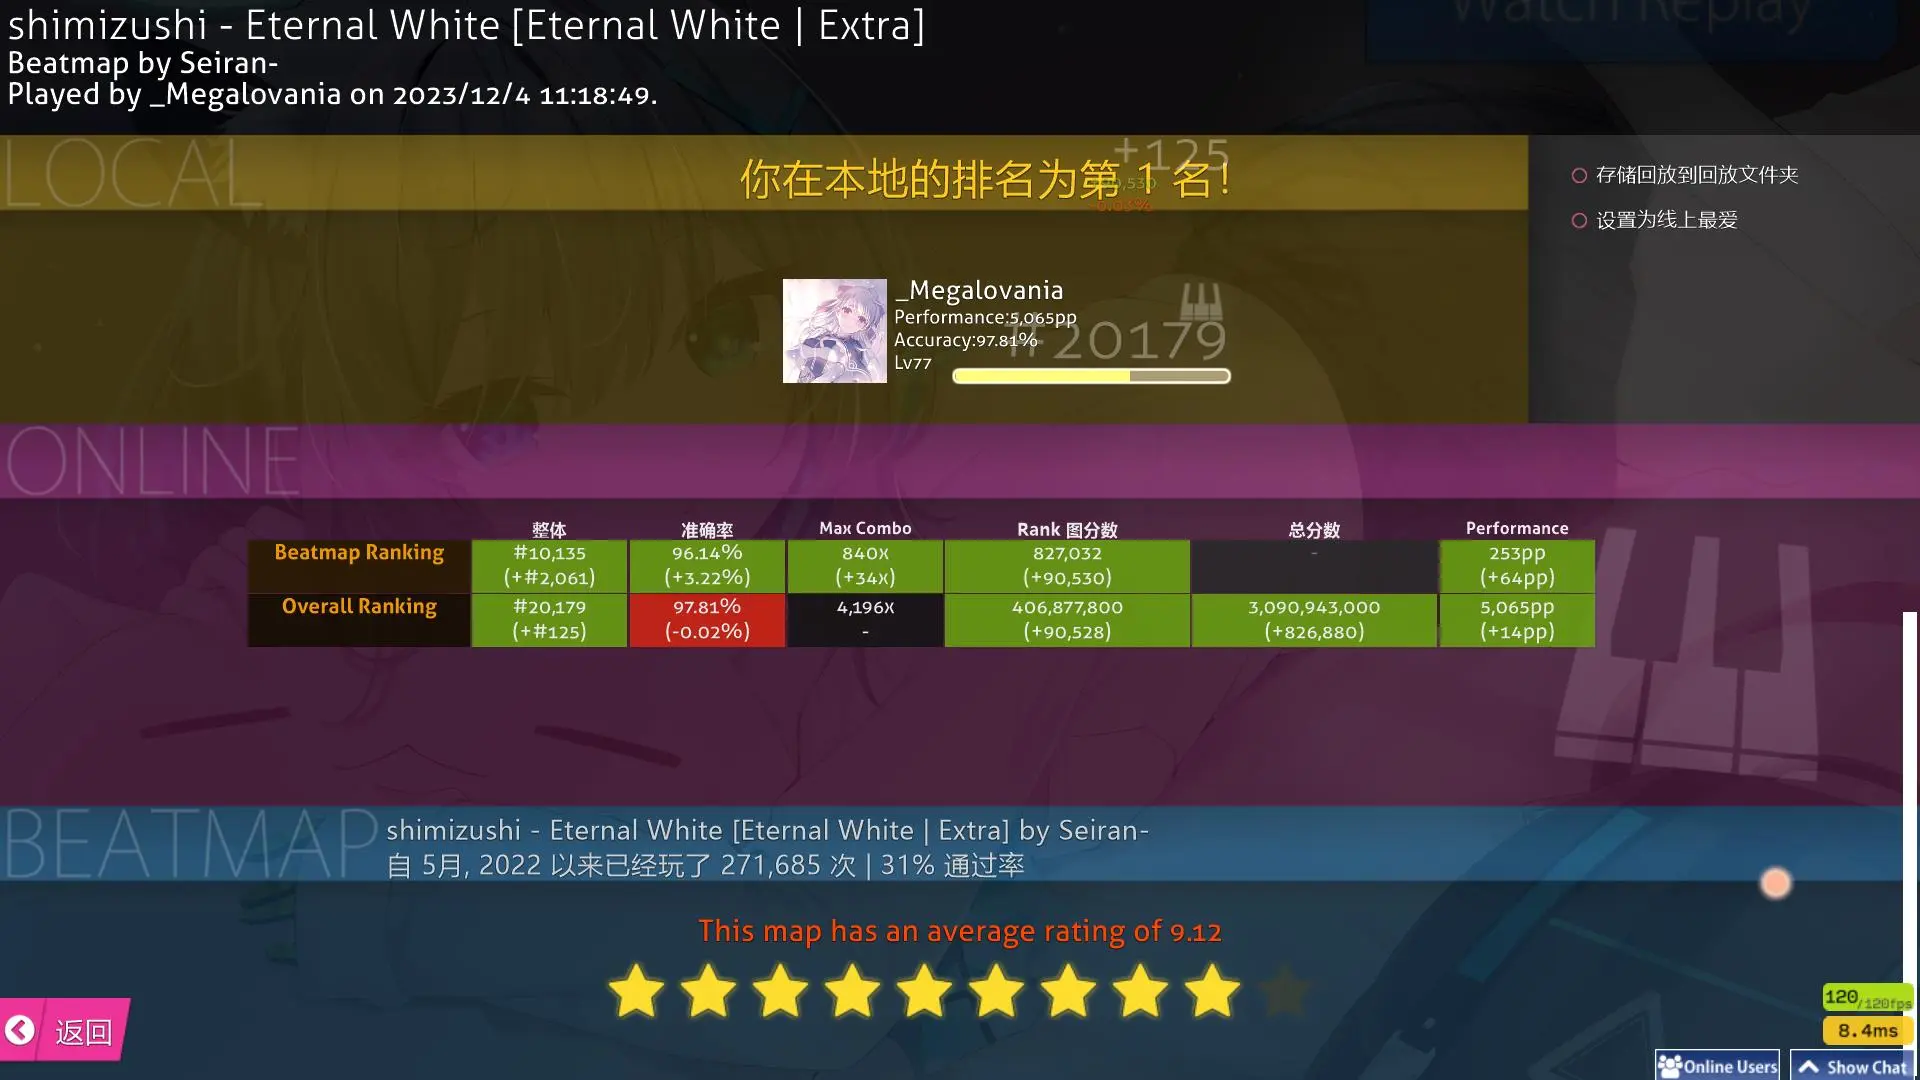 Watch Replay
shimizushi - Eternal White [Eternal White | Extra]
Beatmap by Seiran-
Played by _Megalovania on 2023/12/4 11:18:49.
LOCAL
+125
你在本地的排名为第 1 名!
存储回放到回放文件夹
设置为线上最爱
_Megalovania
Performance:5,065pp
Accuracy:97.81%
#20179
Lv77
ONLINE
整体 准确率 Max Combo Rank 图分数 总分数 Performance
Beatmap Ranking #10,135 96.14% 840x 827,032 - 253pp
(+#2,061) (+3.22%) (+34x) (+90,530) (+64pp)
Overall Ranking #20,179 97.81% 4,196x 406,877,800 3,090,943,000 5,065pp
(+#125) (-0.02%) - (+90,528) (+826,880) (+14pp)
BEATMAP
shimizushi - Eternal White [Eternal White | Extra] by Seiran-
自 5月, 2022 以来已经玩了 271,685 次 | 31% 通过率
This map has an average rating of 9.12
返回
120/120fps
8.4ms
Online Users
Show Chat